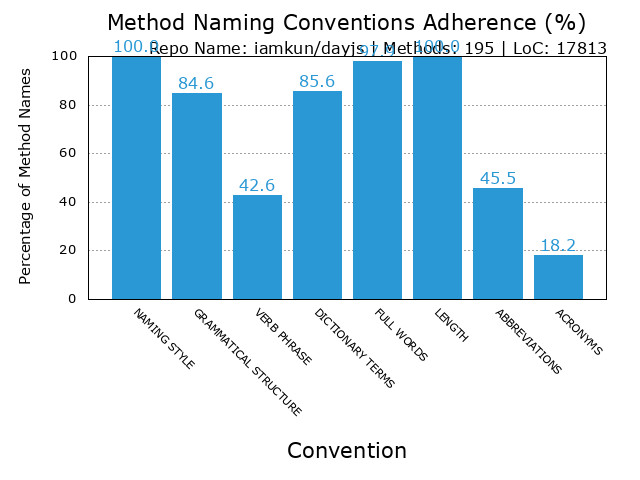 Method Naming Conventions Adherence (%)
Repo Name: iamkun/dayjs | Methods: 195 | LoC: 17813
100.0
84.6
42.6
85.6
100.0
45.5
18.2
Percentage of Method Names
100
80
60
40
20
0
NAMING STYLE
GRAMMATICAL STRUCTURE
VERB PHRASE
DICTIONARY TERMS
FULL WORDS
LENGTH
ABBREVIATIONS
ACRONYMS
Convention